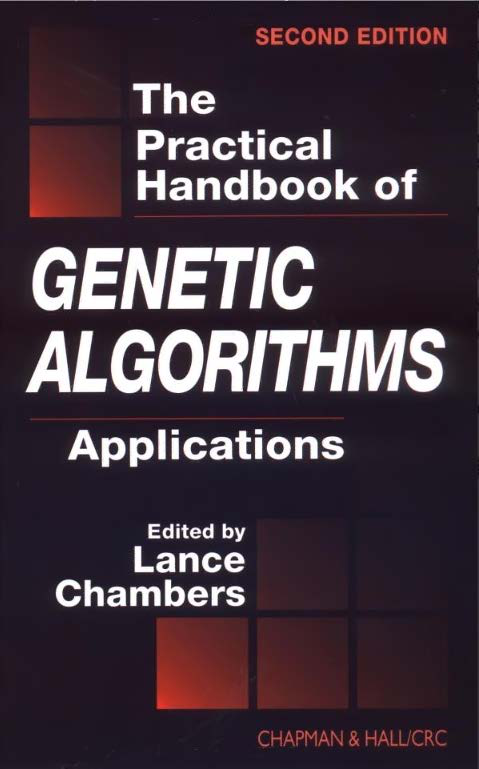 SECOND EDITION
The
Practical
Handbook of
GENETIC
ALGORITHMS
Applications
Edited by
Lance
Chambers
CHAPMAN & HALL/CRC